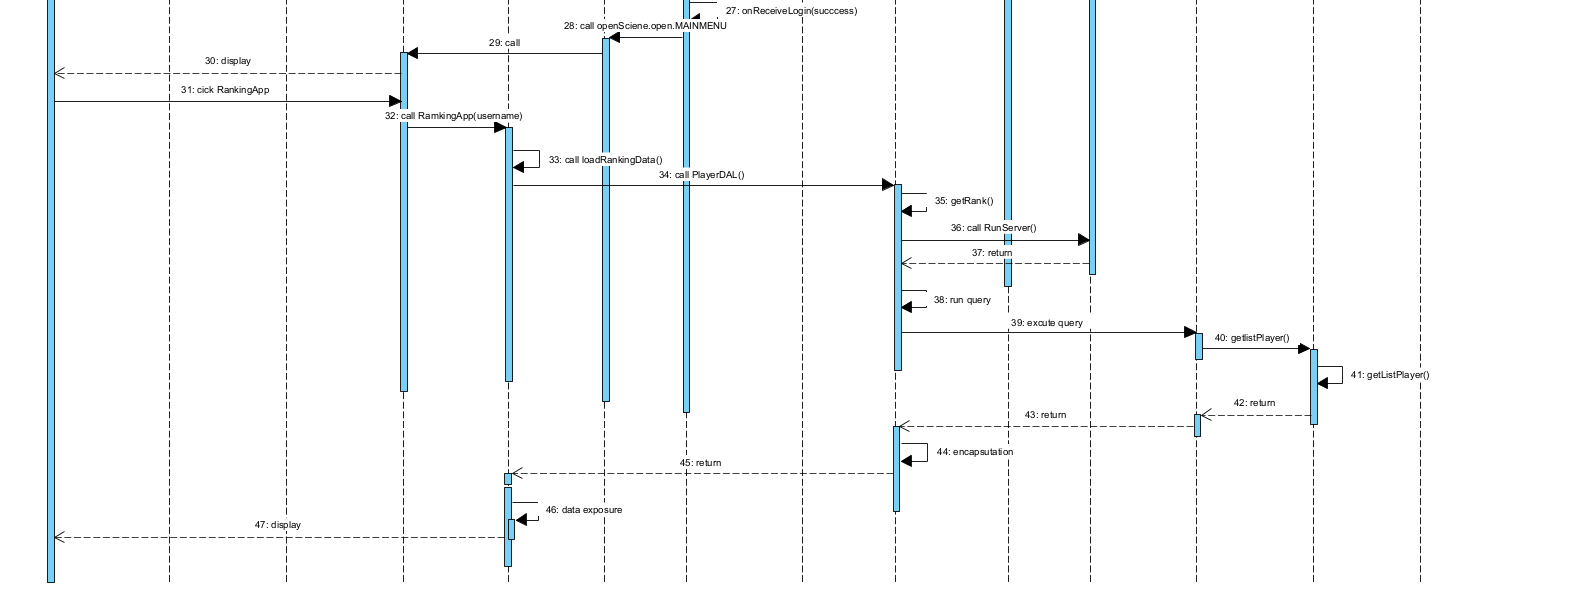 27: onReceiveLogin(succcess)
28: call openSciene.open.MAINMENU
29: call
30: display
31: cick RankingApp
32: call RamkingApp(username)
33: call loadRankingData()
34: call PlayerDAL()
35: getRank()
36: call RunServer()
37: return
38: run query
39: excute query
40: getlistPlayer()
41: getListPlayer()
42: return
43: return
44: encapsutation
45: return
46: data exposure
47: display